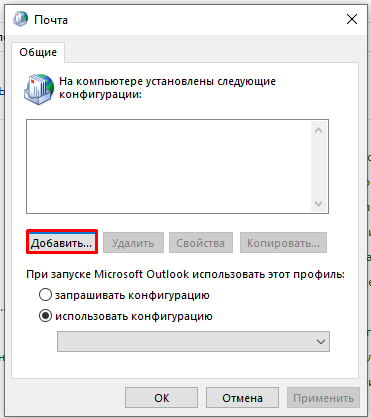 Почта
Общие
На компьютере установлены следующие
конфигурации:
Добавить...
Удалить
Свойства
Копировать...
При запуске Microsoft Outlook использовать этот профиль:
запрашивать конфигурацию
использовать конфигурацию
ОК
Отмена
Применить